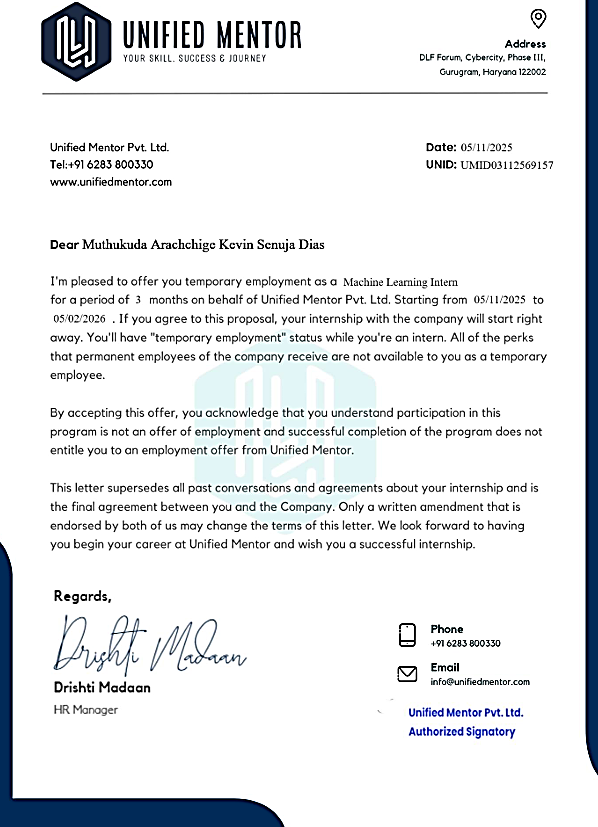 UNIFIED MENTOR
YOUR SKILL, SUCCESS & JOURNEY
Address
DLF Forum, Cybercity, Phase III,
Gurugram, Haryana 122002
Unified Mentor Pvt. Ltd.
Tel:+91 6283 800330
www.unifiedmentor.com
Date: 05/11/2025
UNID: UMID03112569157
Dear Muthukuda Arachchige Kevin Senuja Dias
I'm pleased to offer you temporary employment as a Machine Learning Intern
for a period of 3 months on behalf of Unified Mentor Pvt. Ltd. Starting from 05/11/2025 to
05/02/2026 . If you agree to this proposal, your internship with the company will start right
away. You'll have "temporary employment" status while you're an intern. All of the perks
that permanent employees of the company receive are not available to you as a temporary
employee.
By accepting this offer, you acknowledge that you understand participation in this
program is not an offer of employment and successful completion of the program does not
entitle you to an employment offer from Unified Mentor.
This letter supersedes all past conversations and agreements about your internship and is
the final agreement between you and the Company. Only a written amendment that is
endorsed by both of us may change the terms of this letter. We look forward to having
you begin your career at Unified Mentor and wish you a successful internship.
Regards,
Drishti Madaan
Drishti Madaan
HR Manager
Phone
+91 6283 800330
Email
info@unifiedmentor.com
Unified Mentor Pvt. Ltd.
Authorized Signatory